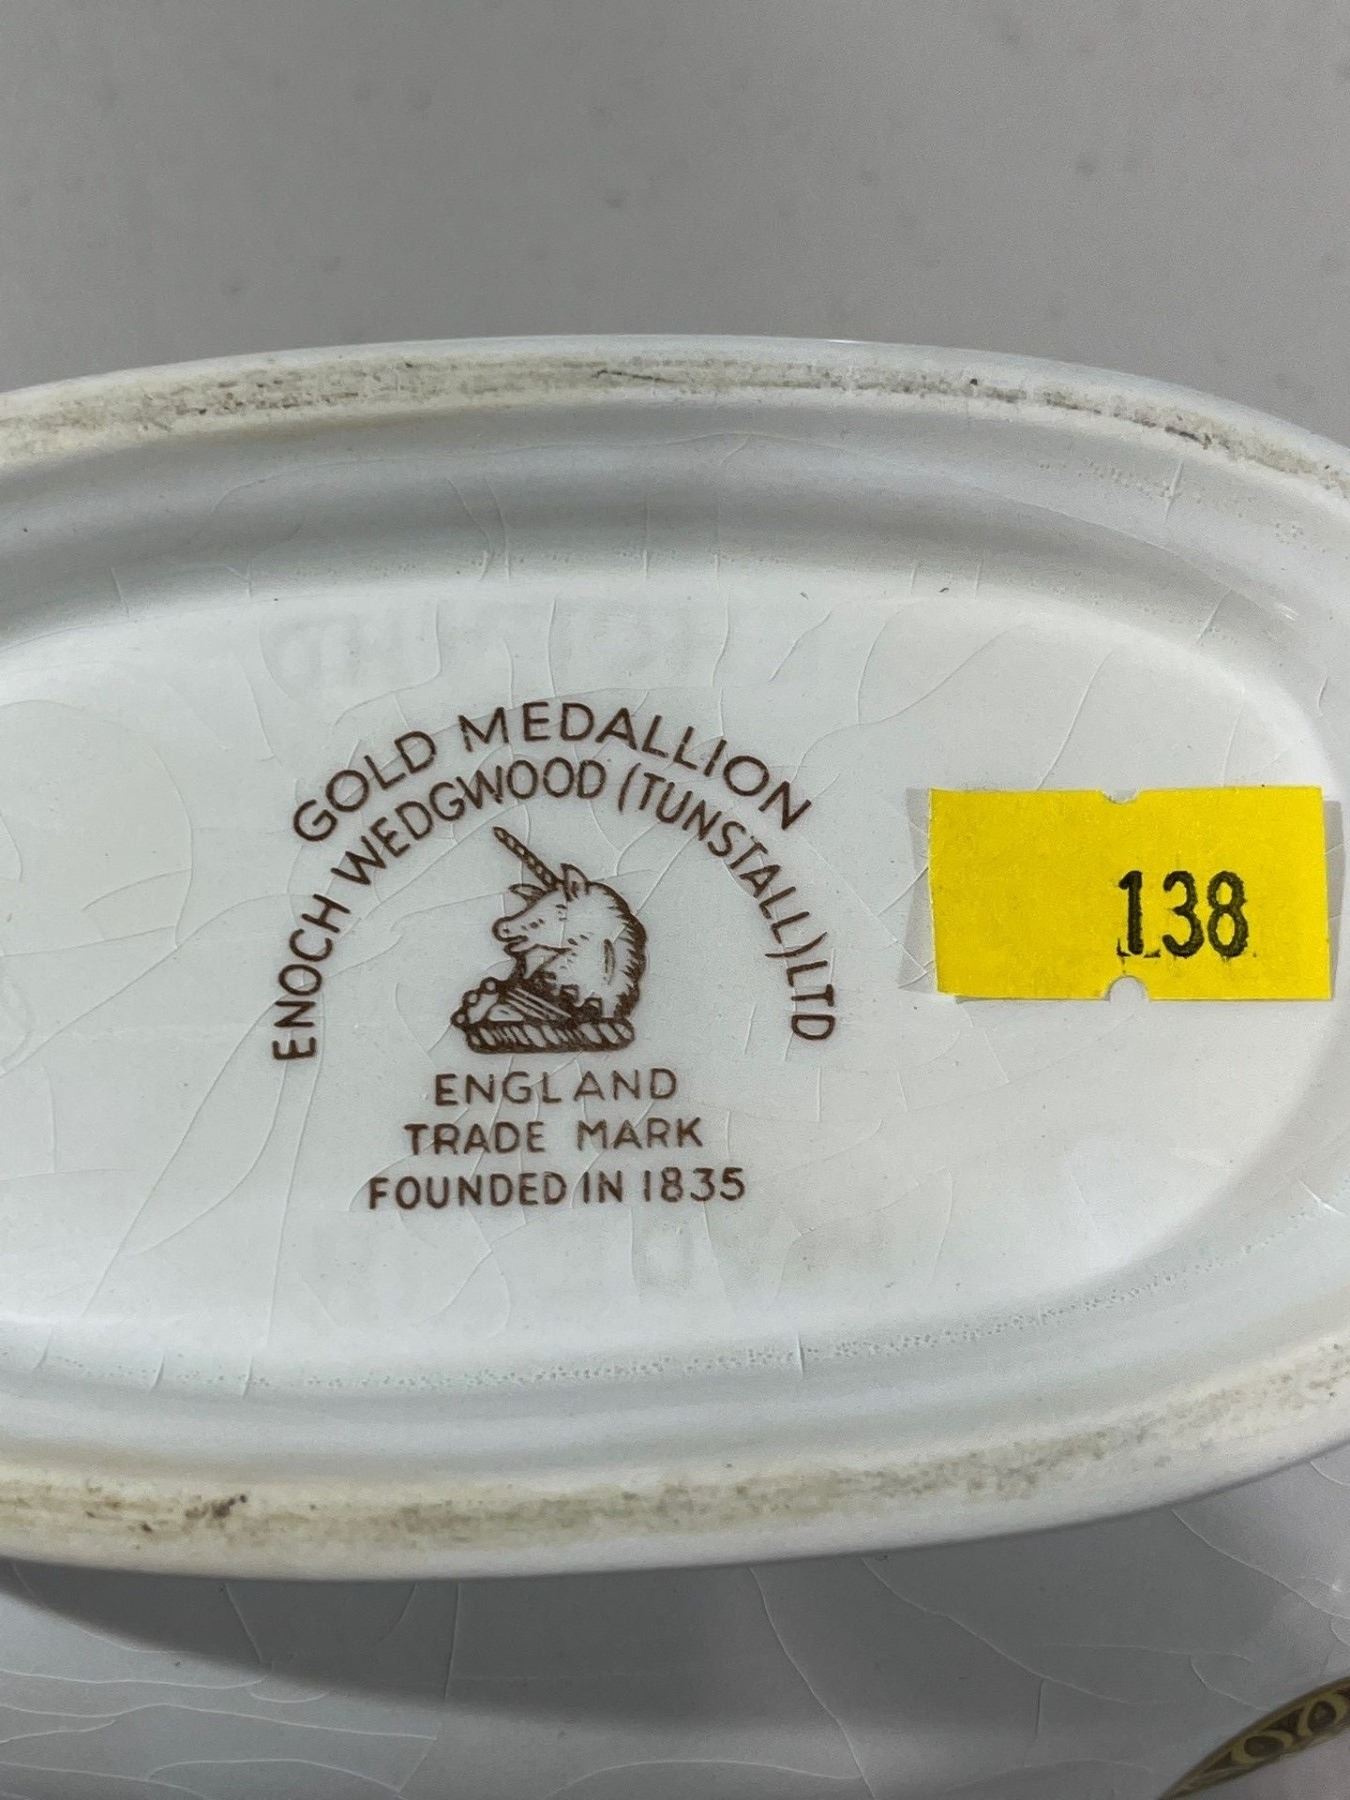 GOLD MEDALLION
ENOCH WEDGWOOD (TUNSTALL) LTD
ENGLAND
TRADE MARK
FOUNDED IN 1835
138